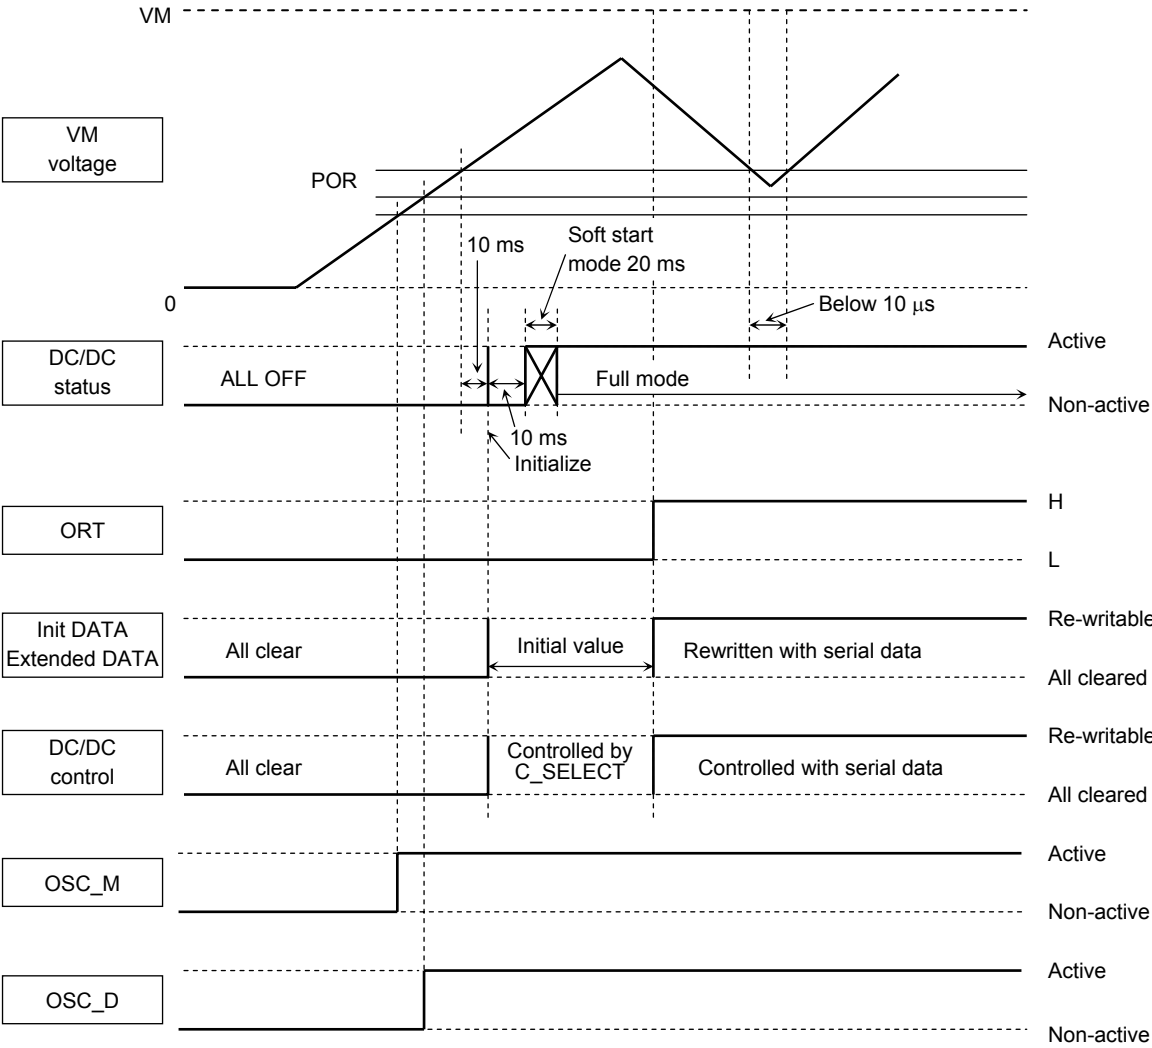 VM
VM
voltage
POR
10 ms
Soft start
mode 20 ms
0
Below 10 μs
DC/DC
status
ALL OFF
Full mode
Active
Non-active
10 ms
Initialize
ORT
H
L
Init DATA
Extended DATA
All clear
Initial value
Rewritten with serial data
Re-writable
All cleared
DC/DC
control
All clear
Controlled by
C_SELECT
Controlled with serial data
Re-writable
All cleared
OSC_M
Active
Non-active
OSC_D
Active
Non-active